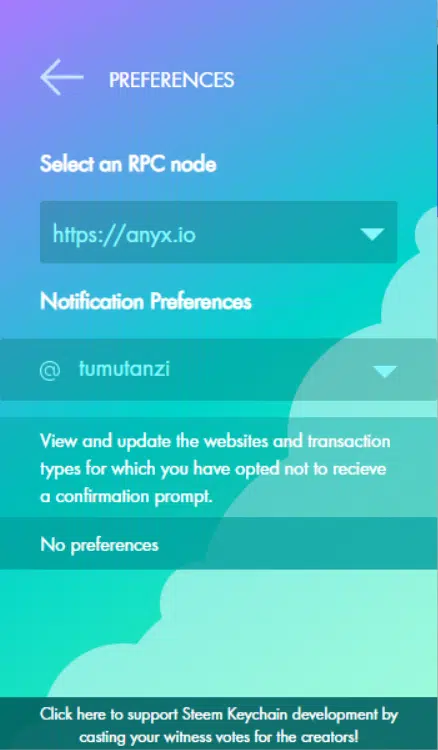 PREFERENCES
Select an RPC node
https://anyx.io
Notification Preferences
@ tumutanzi
View and update the websites and transaction
types for which you have opted not to recieve
a confirmation prompt.
No preferences
Click here to support Steem Keychain development by
casting your witness votes for the creators!